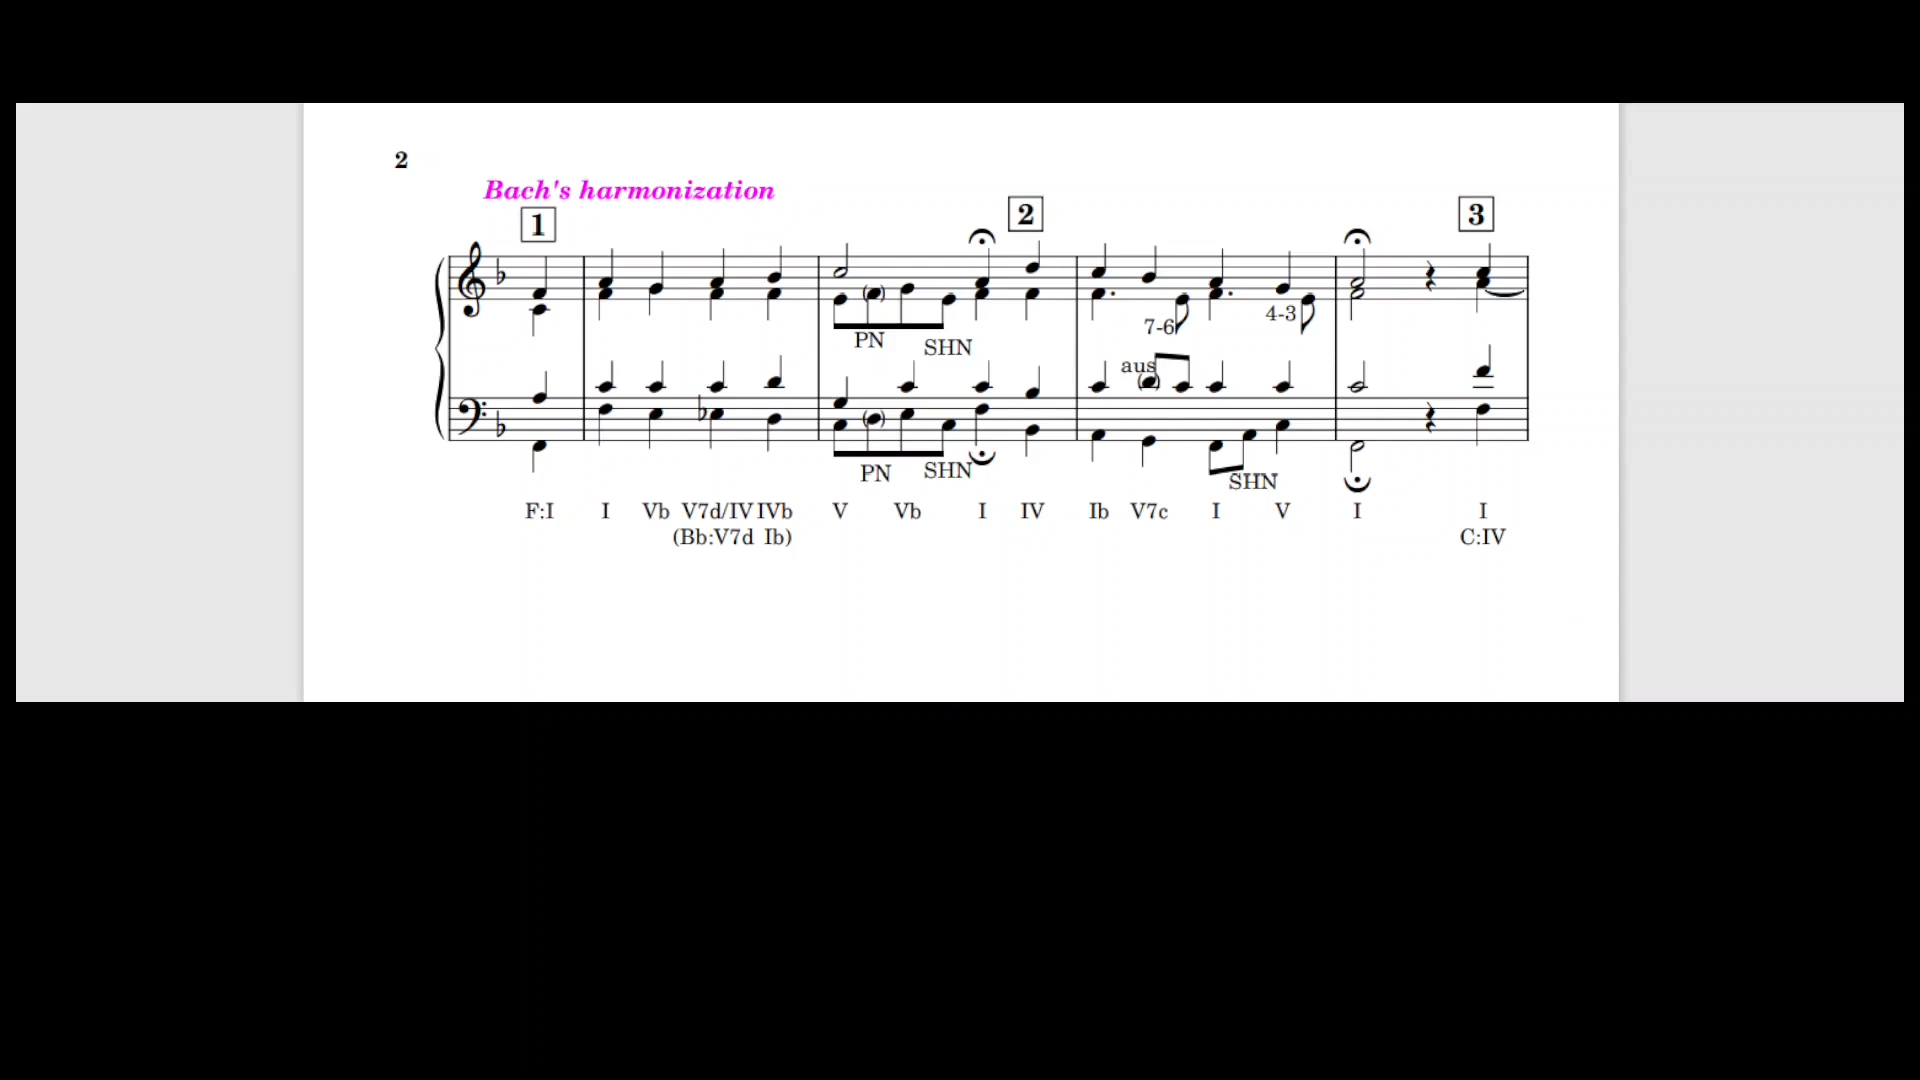 2
Bach's harmonization
1 2 3
PN SHN 7-6 4-3
aus
PN SHN SHN
F:I I Vb V7d/IV IVb V Vb I IV Ib V7c I V I I
(Bb:V7d Ib) C:IV